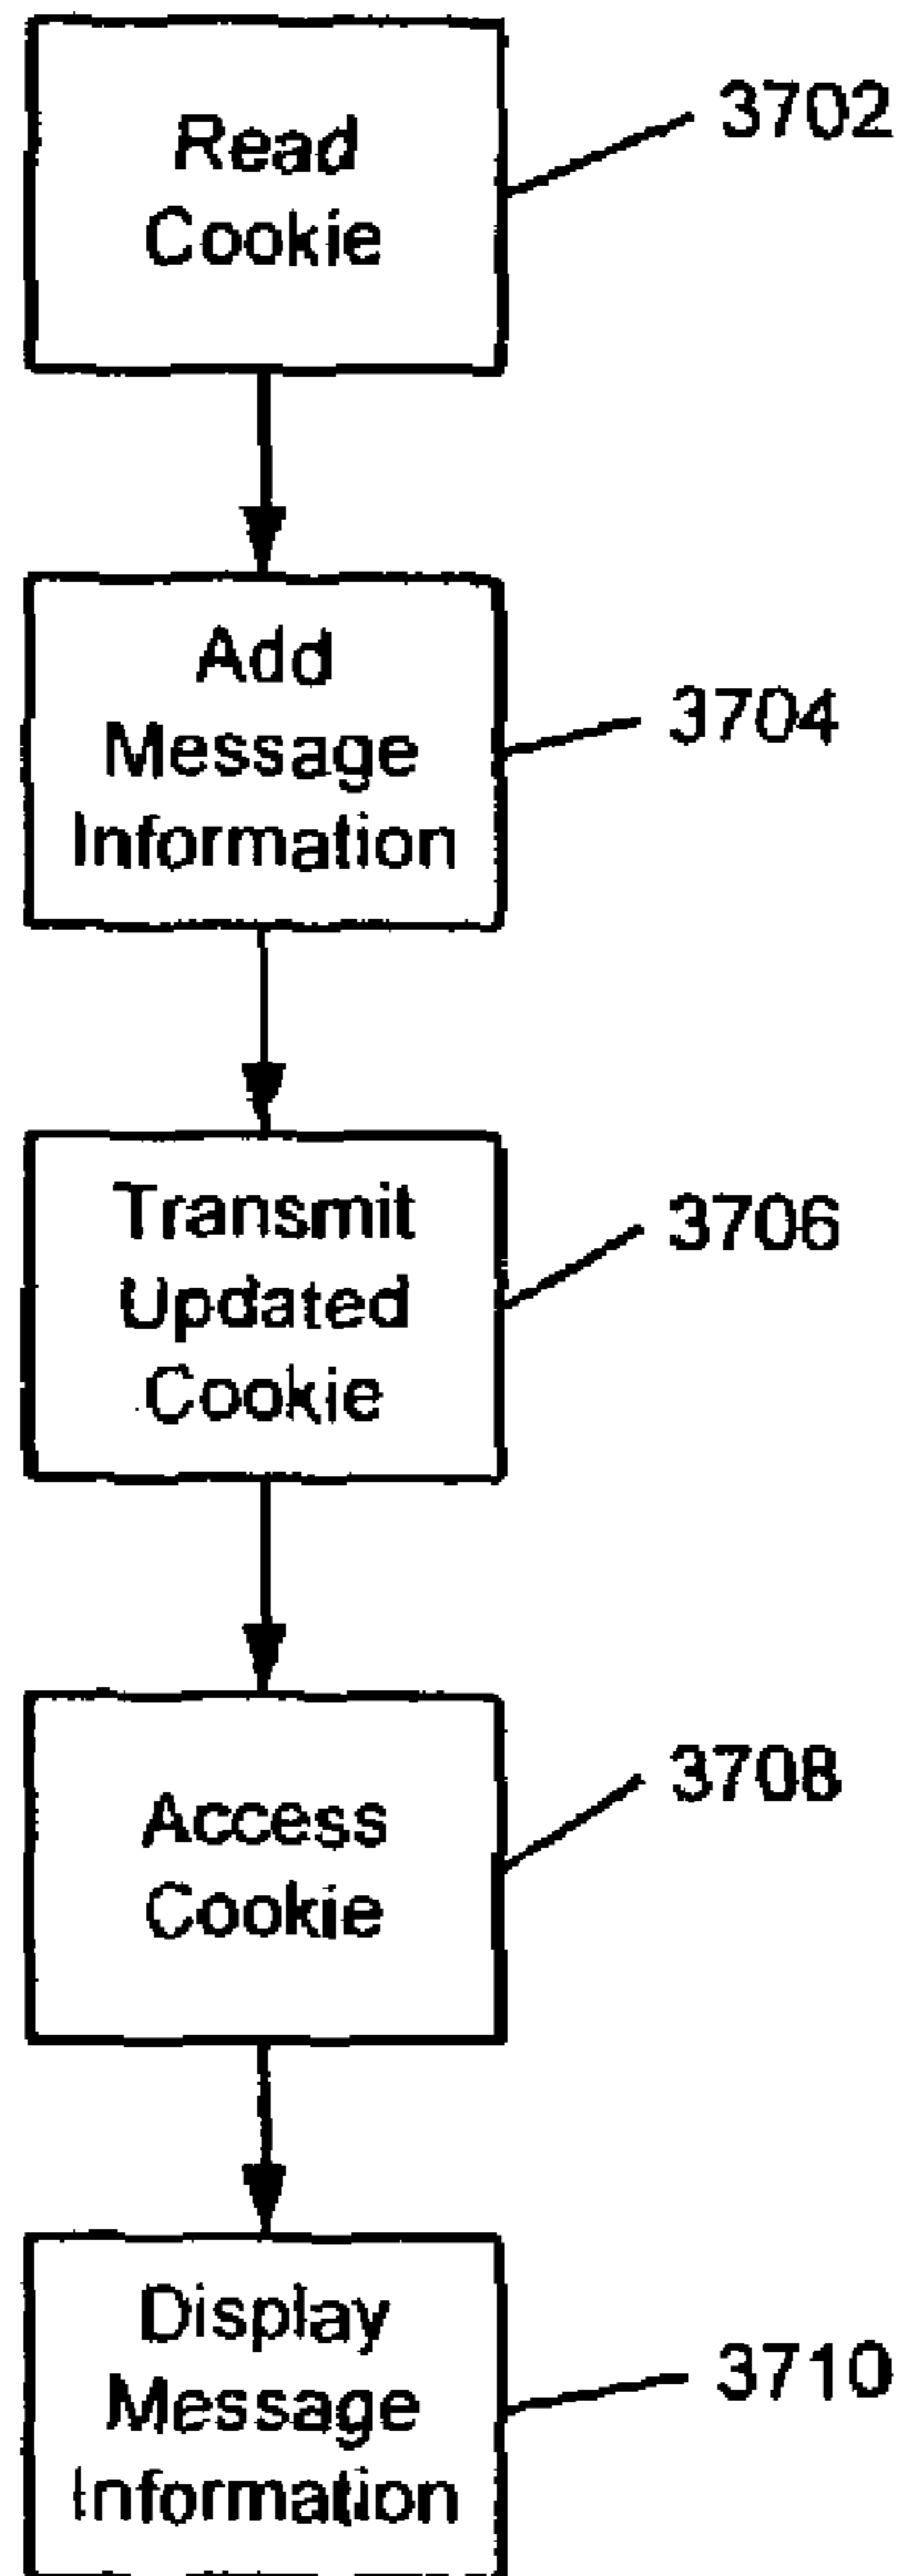 Read
Cookie
3702
Add
Message
Information
3704
Transmit
Updated
Cookie
3706
Access
Cookie
3708
Display
Message
Information
3710